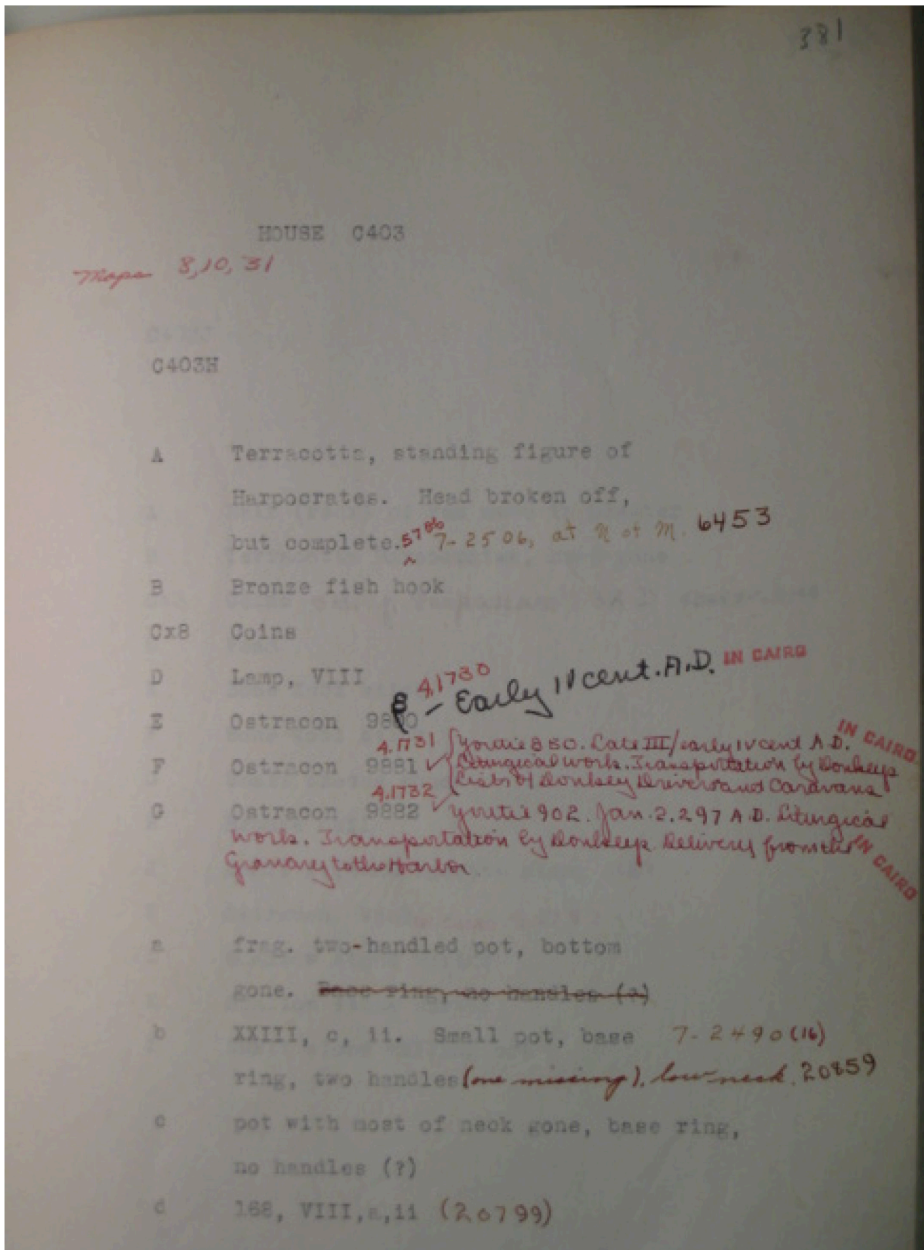 381
HOUSE C403
Maps 8,10,31
C403H
A Terracotta, standing figure of
Harpocrates. Head broken off,
but complete. 5786 7-2506, at N of M. 6453
B Bronze fish hook
Cx8 Coins
D Lamp, VIII
E Ostracon 9880 4.1730 – Early IV cent. A.D. IN CAIRO
F Ostracon 9881 4.1731 Youtie 850. Late III/early IV cent A.D. IN CAIRO
Liturgical Works. Transportation by Donkeys
Lists of Donkey Drivers and Caravans
G Ostracon 9882 4.1732 Youtie 902. Jan. 2, 297 A.D. Liturgical
Works. Transportation by Donkeys. Delivery from the IN CAIRO
Granary to the Harbor
a frag. two-handled pot, bottom
gone. Base ring, no handles (?)
b XXIII, c, ii. Small pot, base 7-2490 (16)
ring, two handles (one missing), low neck. 20859
c pot with most of neck gone, base ring,
no handles (?)
d 168, VIII,a,ii (20799)